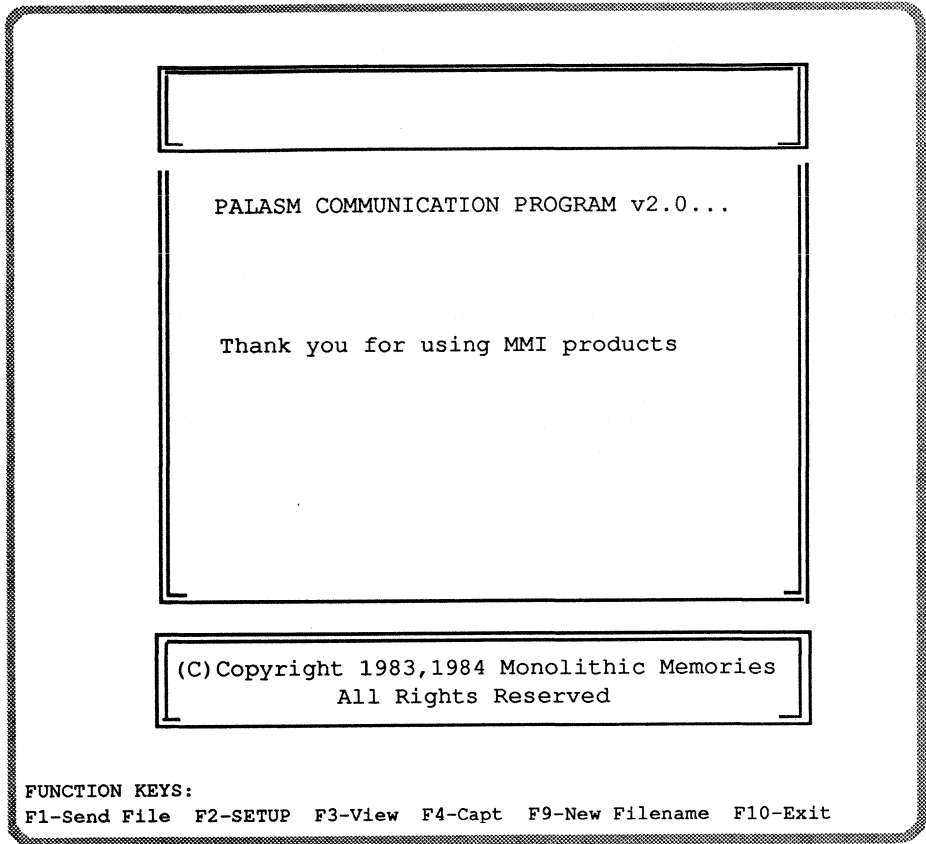 PALASM COMMUNICATION PROGRAM v2.0...
Thank you for using MMI products
(C)Copyright 1983,1984 Monolithic Memories
All Rights Reserved
FUNCTION KEYS:
F1-Send File F2-SETUP F3-View F4-Capt F9-New Filename F10-Exit